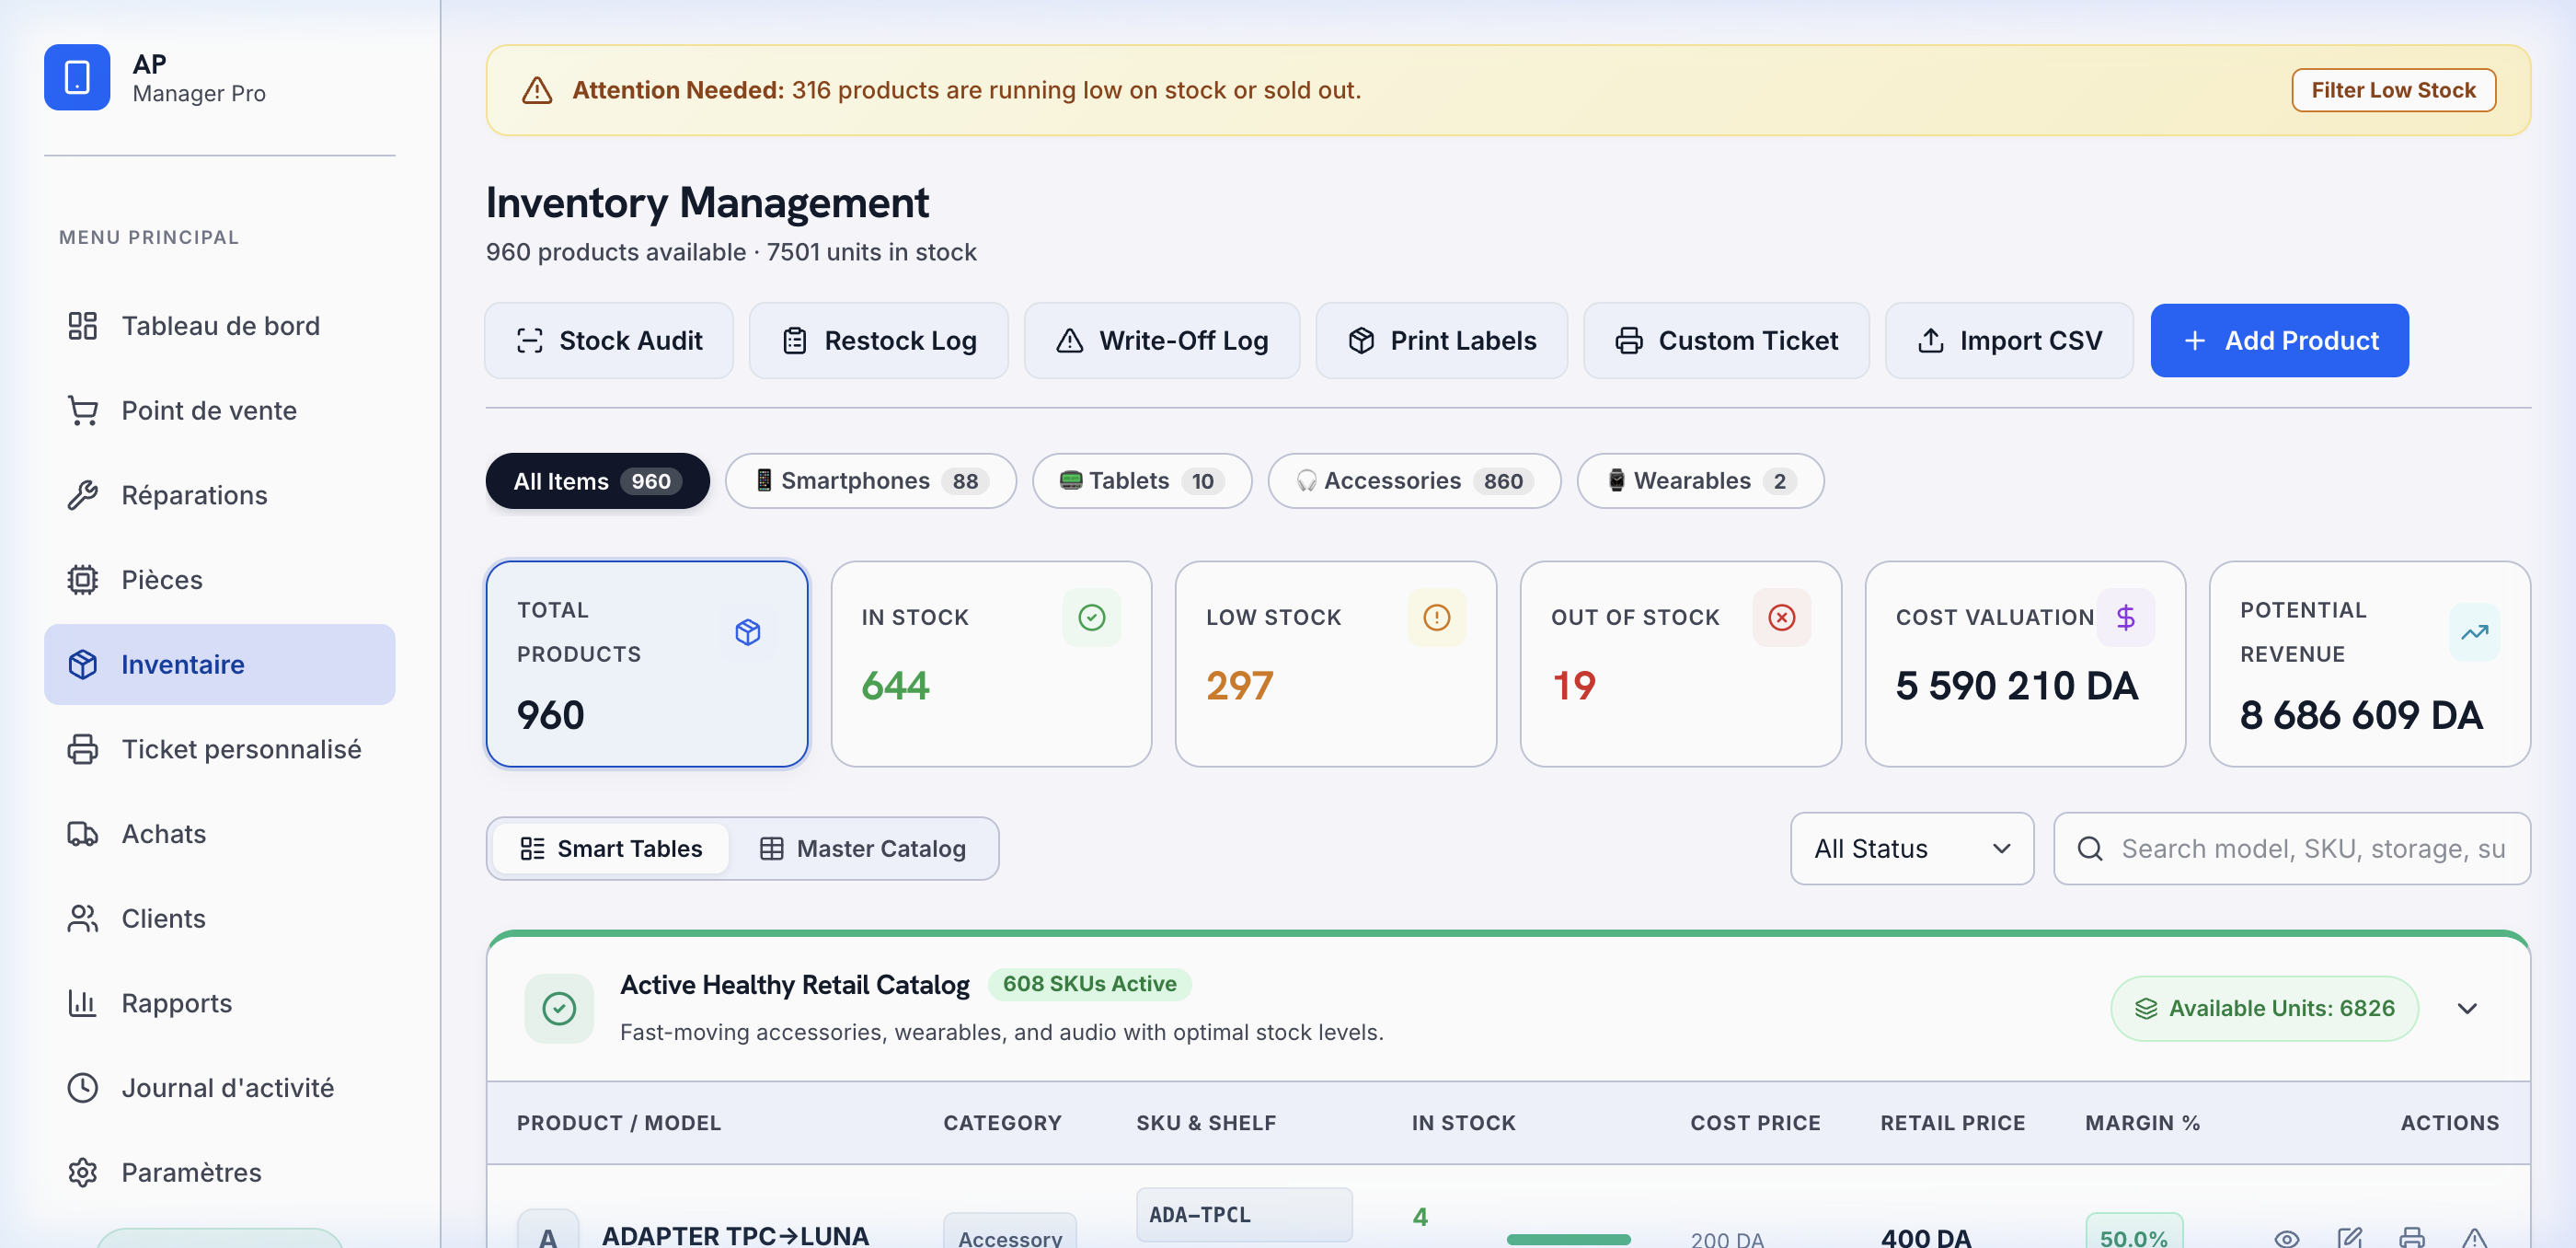 AP
Manager Pro
MENU PRINCIPAL
Tableau de bord
Point de vente
Réparations
Pièces
Inventaire
Ticket personnalisé
Achats
Clients
Rapports
Journal d'activité
Paramètres
Attention Needed: 316 products are running low on stock or sold out.
Filter Low Stock
Inventory Management
960 products available · 7501 units in stock
Stock Audit
Restock Log
Write-Off Log
Print Labels
Custom Ticket
Import CSV
Add Product
All Items 960
Smartphones 88
Tablets 10
Accessories 860
Wearables 2
TOTAL
PRODUCTS
960
IN STOCK
644
LOW STOCK
297
OUT OF STOCK
19
COST VALUATION
5 590 210 DA
POTENTIAL
REVENUE
8 686 609 DA
Smart Tables
Master Catalog
All Status
Search model, SKU, storage, su
Active Healthy Retail Catalog 608 SKUs Active
Fast-moving accessories, wearables, and audio with optimal stock levels.
Available Units: 6826
PRODUCT / MODEL CATEGORY SKU & SHELF IN STOCK COST PRICE RETAIL PRICE MARGIN % ACTIONS
A
ADAPTER TPC→LUNA
Accessory
ADA-TPCL
4
200 DA
400 DA
50.0%